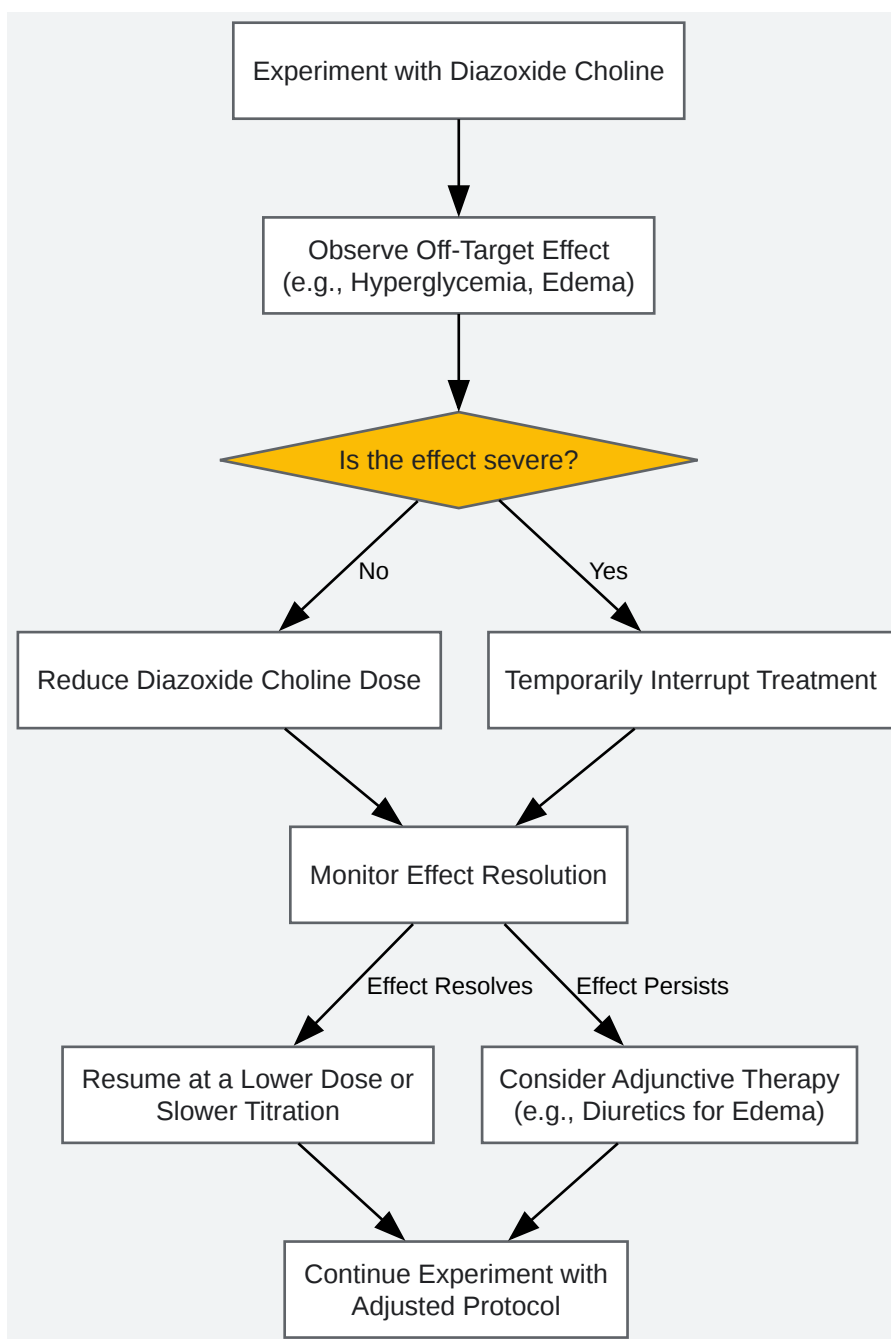 Experiment with Diazoxide Choline
Observe Off-Target Effect
(e.g., Hyperglycemia, Edema)
Is the effect severe?
No
Yes
Reduce Diazoxide Choline Dose
Temporarily Interrupt Treatment
Monitor Effect Resolution
Effect Resolves
Effect Persists
Resume at a Lower Dose or
Slower Titration
Consider Adjunctive Therapy
(e.g., Diuretics for Edema)
Continue Experiment with
Adjusted Protocol